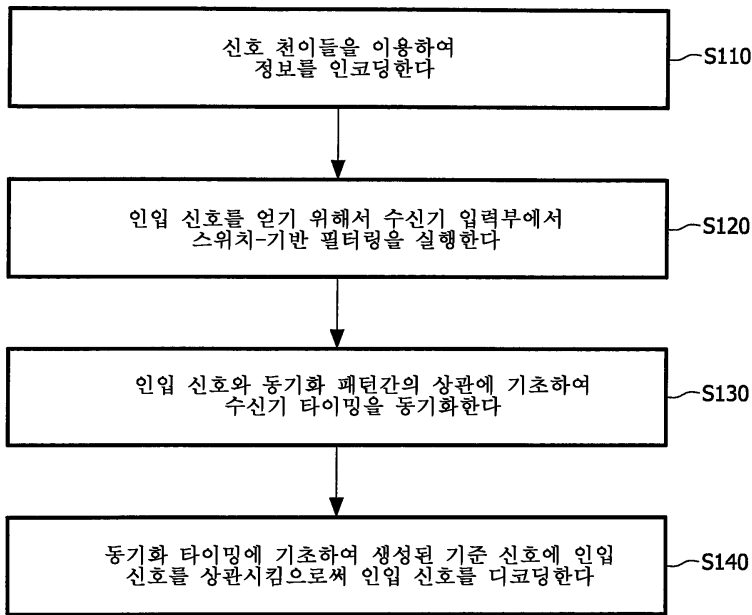 신호 천이들을 이용하여
정보를 인코딩한다
S110
인입 신호를 얻기 위해서 수신기 입력부에서
스위치-기반 필터링을 실행한다
S120
인입 신호와 동기화 패턴간의 상관에 기초하여
수신기 타이밍을 동기화한다
S130
동기화 타이밍에 기초하여 생성된 기준 신호에 인입
신호를 상관시킴으로써 인입 신호를 디코딩한다
S140